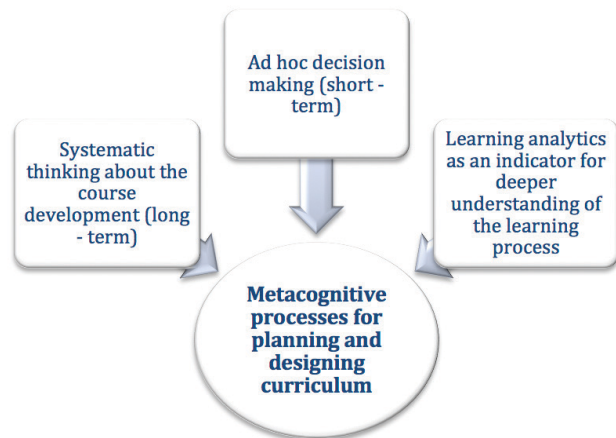 Ad hoc decision
making (short -
term)
Systematic
thinking about the
course
development (long
- term)
Learning analytics
as an indicator for
deeper
understanding of
the learning
process
Metacognitive
processes for
planning and
designing
curriculum